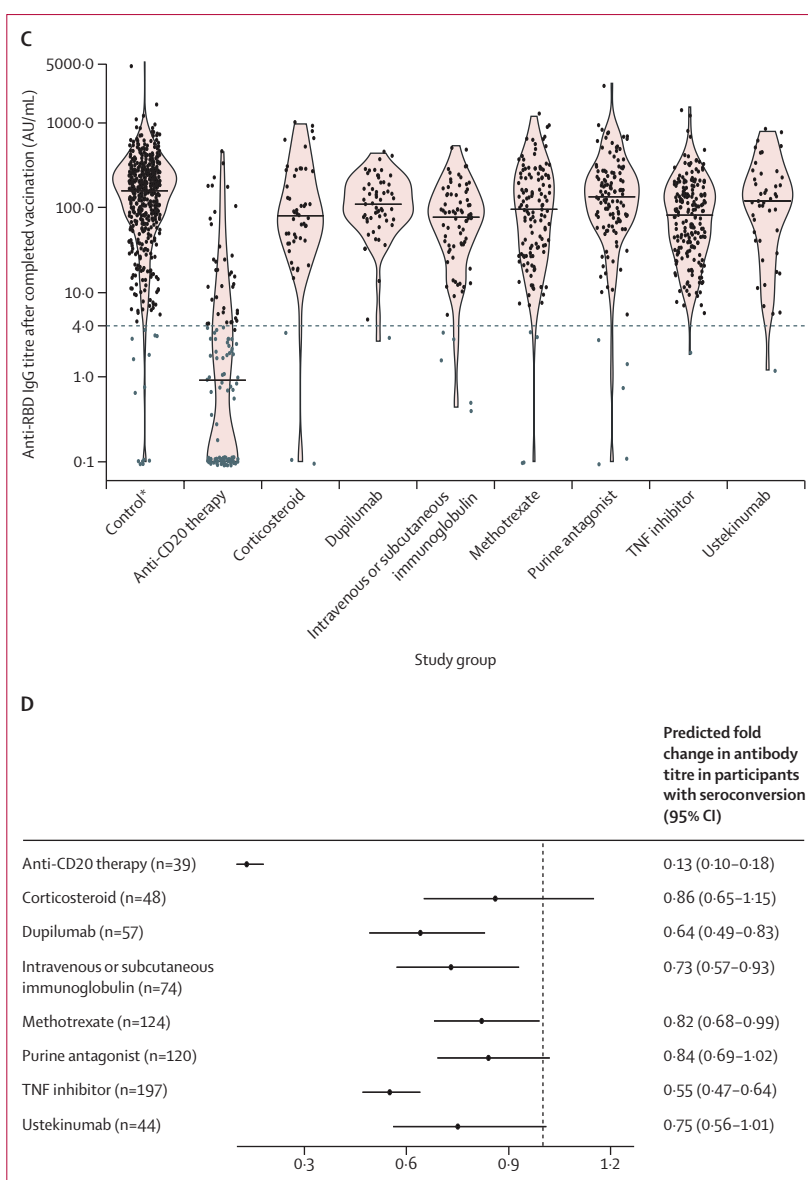 C
Anti-RBD IgG titre after completed vaccination (AU/mL)
5000·0
1000·0
100·0
10·0
4·0
1·0
0·1
Control*
Anti-CD20 therapy
Corticosteroid
Dupilumab
Intravenous or subcutaneous
immunoglobulin
Methotrexate
Purine antagonist
TNF inhibitor
Ustekinumab
Study group
D
Predicted fold
change in antibody
titre in participants
with seroconversion
(95% CI)
Anti-CD20 therapy (n=39) 0·13 (0·10–0·18)
Corticosteroid (n=48) 0·86 (0·65–1·15)
Dupilumab (n=57) 0·64 (0·49–0·83)
Intravenous or subcutaneous 0·73 (0·57–0·93)
immunoglobulin (n=74)
Methotrexate (n=124) 0·82 (0·68–0·99)
Purine antagonist (n=120) 0·84 (0·69–1·02)
TNF inhibitor (n=197) 0·55 (0·47–0·64)
Ustekinumab (n=44) 0·75 (0·56–1·01)
0·3 0·6 0·9 1·2